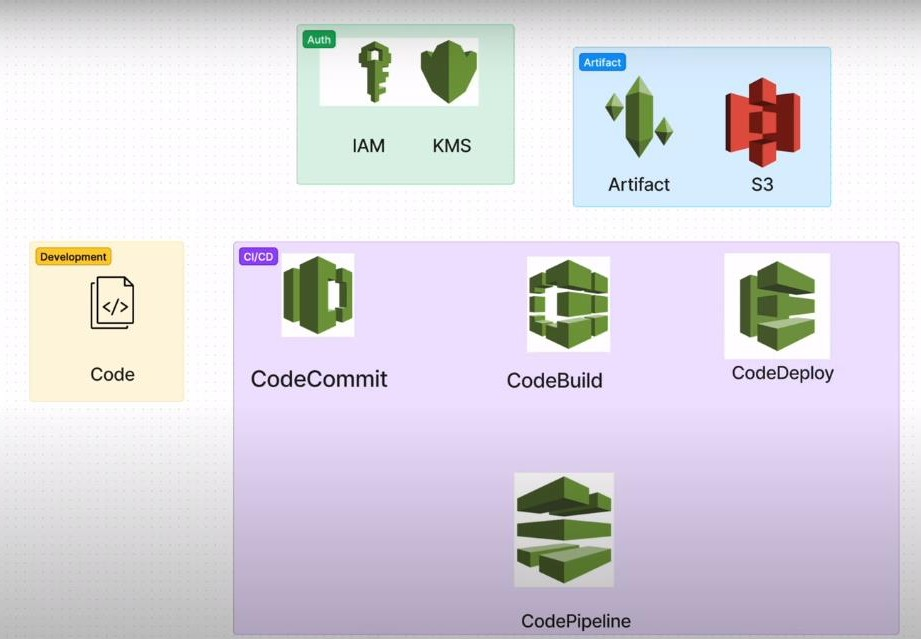 Auth
IAM
KMS
Artifact
Artifact
S3
Development
</>
Code
CI/CD
CodeCommit
CodeBuild
CodeDeploy
CodePipeline